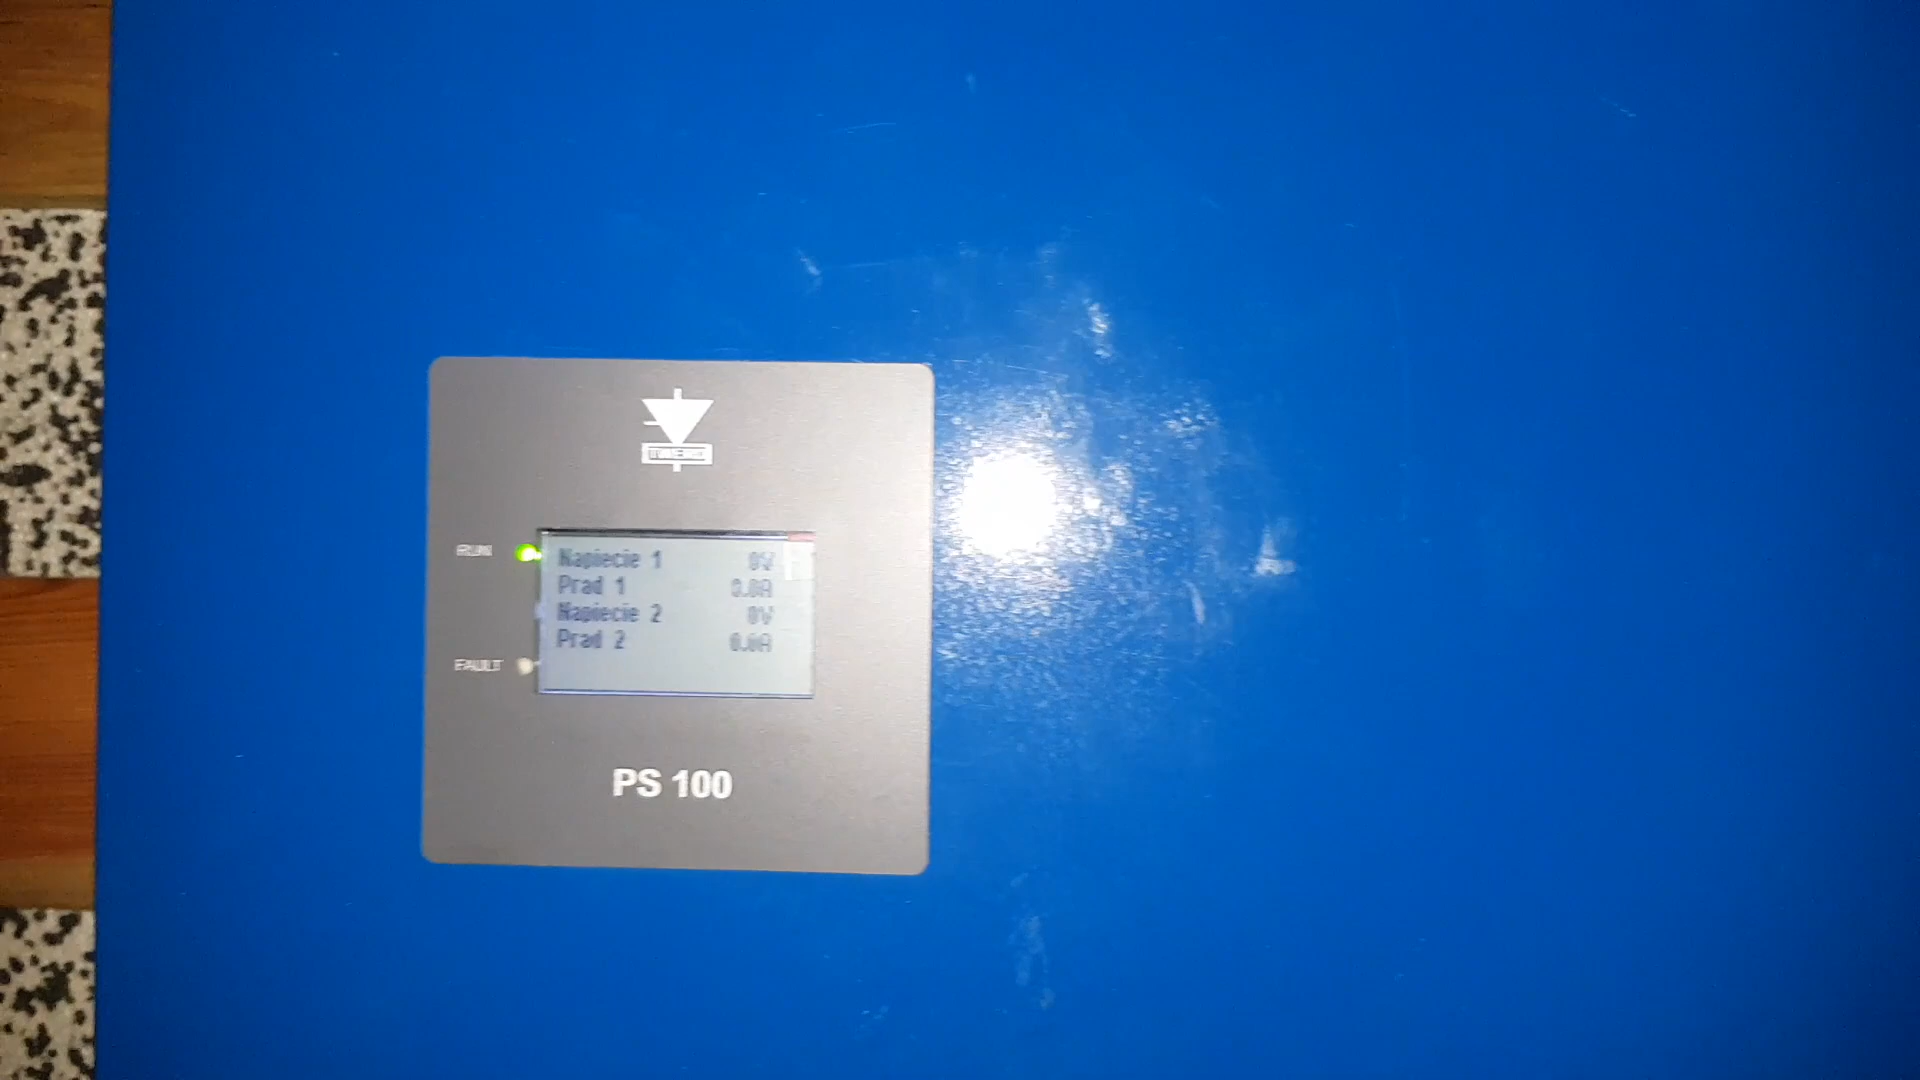 RUN
Napiecie 1 0V
Prad 1 0.0A
Napiecie 2 0V
Prad 2 0.0A
FAULT
PS 100